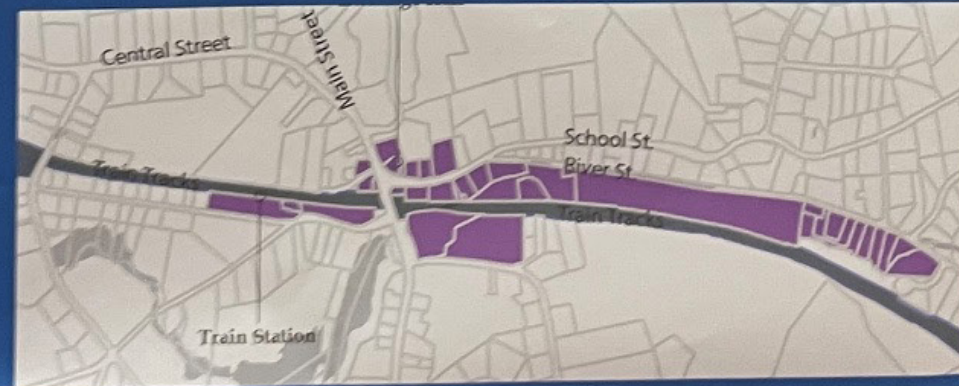 Central Street
Main Street
School St.
River St.
Train Tracks
Train Tracks
Train Station